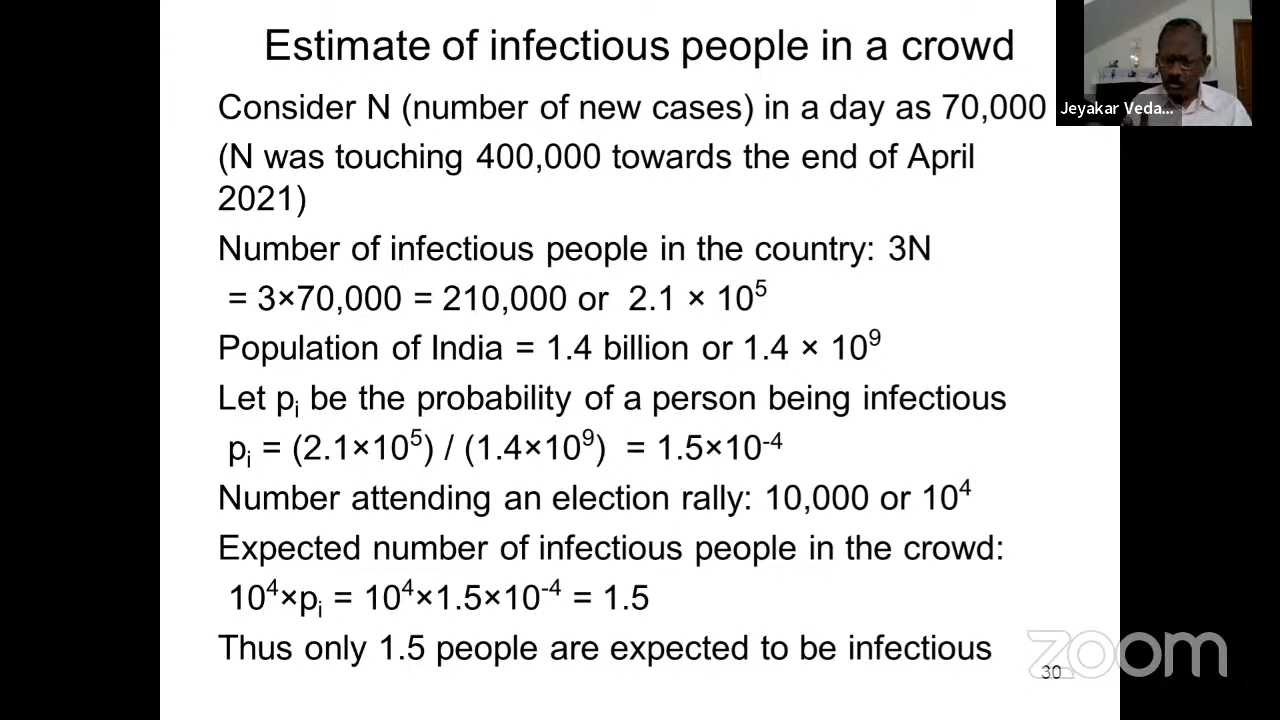 Estimate of infectious people in a crowd
Consider N (number of new cases) in a day as 70,000
(N was touching 400,000 towards the end of April
2021)
Number of infectious people in the country: 3N
= 3×70,000 = 210,000 or 2.1 × 10⁵
Population of India = 1.4 billion or 1.4 × 10⁹
Let pᵢ be the probability of a person being infectious
pᵢ = (2.1×10⁵) / (1.4×10⁹) = 1.5×10⁻⁴
Number attending an election rally: 10,000 or 10⁴
Expected number of infectious people in the crowd:
10⁴×pᵢ = 10⁴×1.5×10⁻⁴ = 1.5
Thus only 1.5 people are expected to be infectious
30
Jeyakar Veda...
zoom